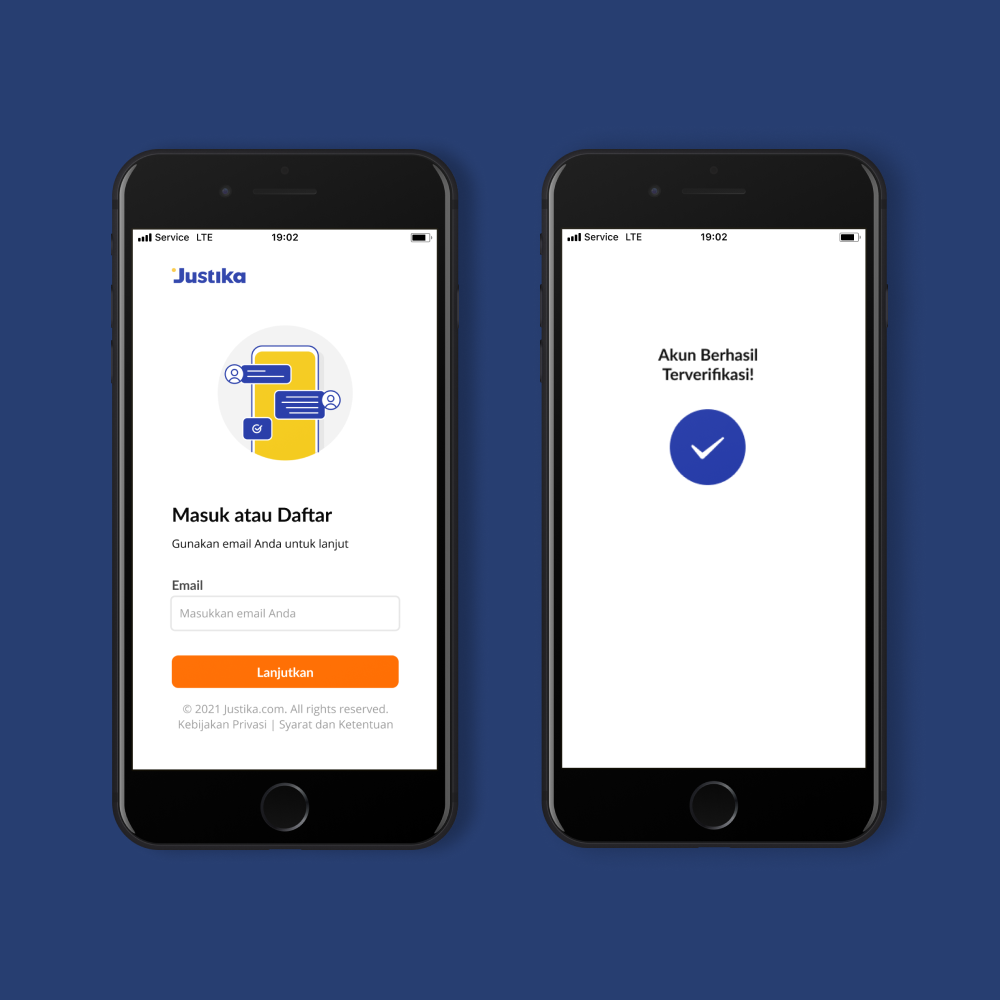 Service LTE 19:02
Justika
Masuk atau Daftar
Gunakan email Anda untuk lanjut
Email
Masukkan email Anda
Lanjutkan
© 2021 Justika.com. All rights reserved.
Kebijakan Privasi | Syarat dan Ketentuan
Service LTE 19:02
Akun Berhasil
Terverifikasi!